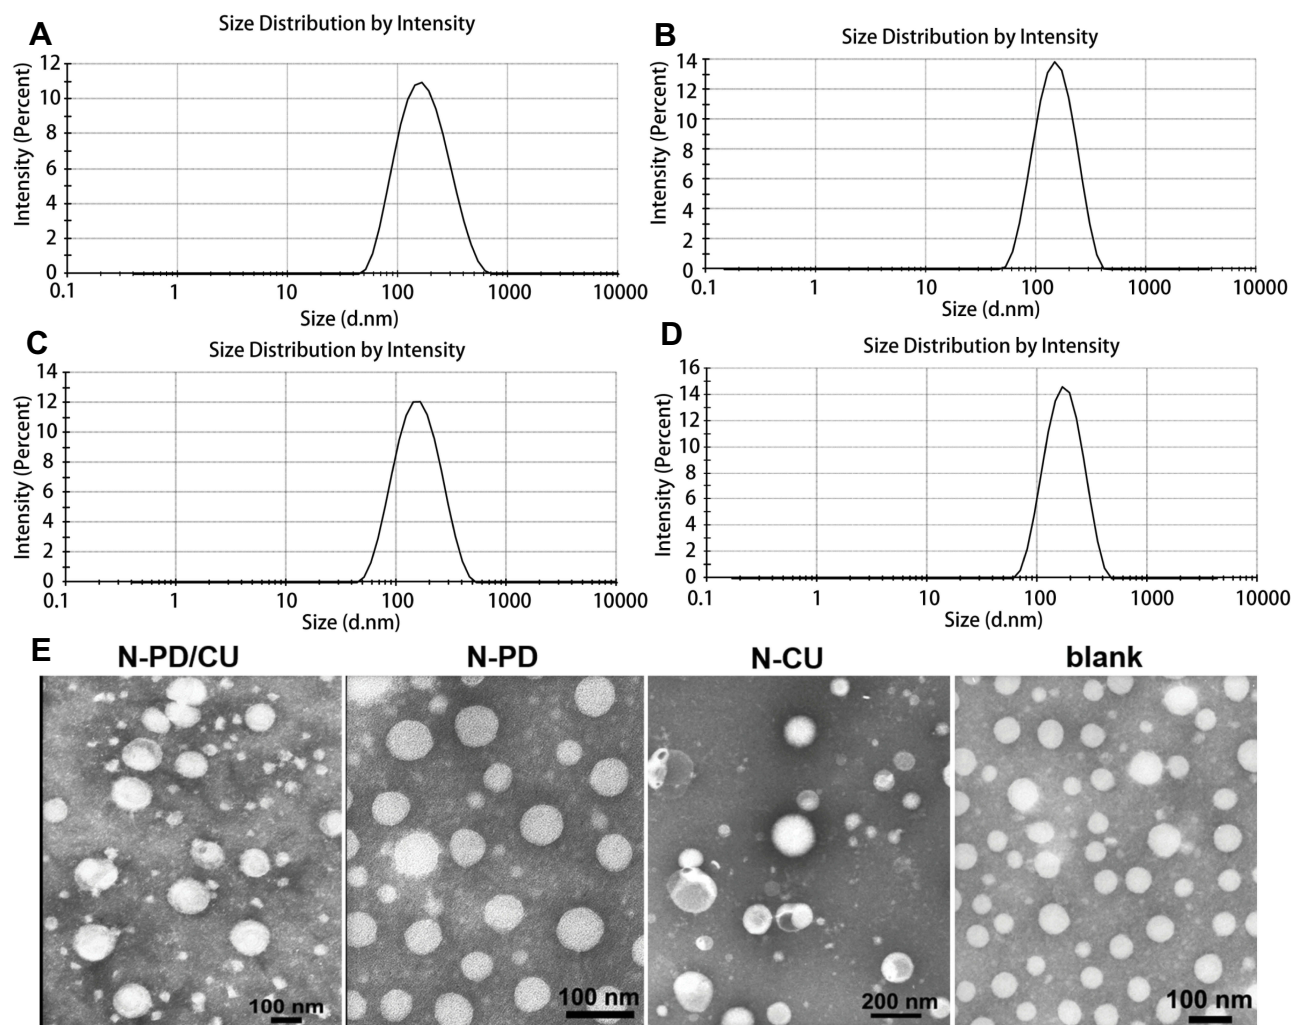 A
Size Distribution by Intensity
Intensity (Percent)
12
10
8
6
4
2
0
0.1 1 10 100 1000 10000
Size (d.nm)
B
Size Distribution by Intensity
Intensity (Percent)
14
12
10
8
6
4
2
0
0.1 1 10 100 1000 10000
Size (d.nm)
C
Size Distribution by Intensity
Intensity (Percent)
14
12
10
8
6
4
2
0
0.1 1 10 100 1000 10000
Size (d.nm)
D
Size Distribution by Intensity
Intensity (Percent)
16
14
12
10
8
6
4
2
0
0.1 1 10 100 1000 10000
Size (d.nm)
E
N-PD/CU N-PD N-CU blank
100 nm 100 nm 200 nm 100 nm